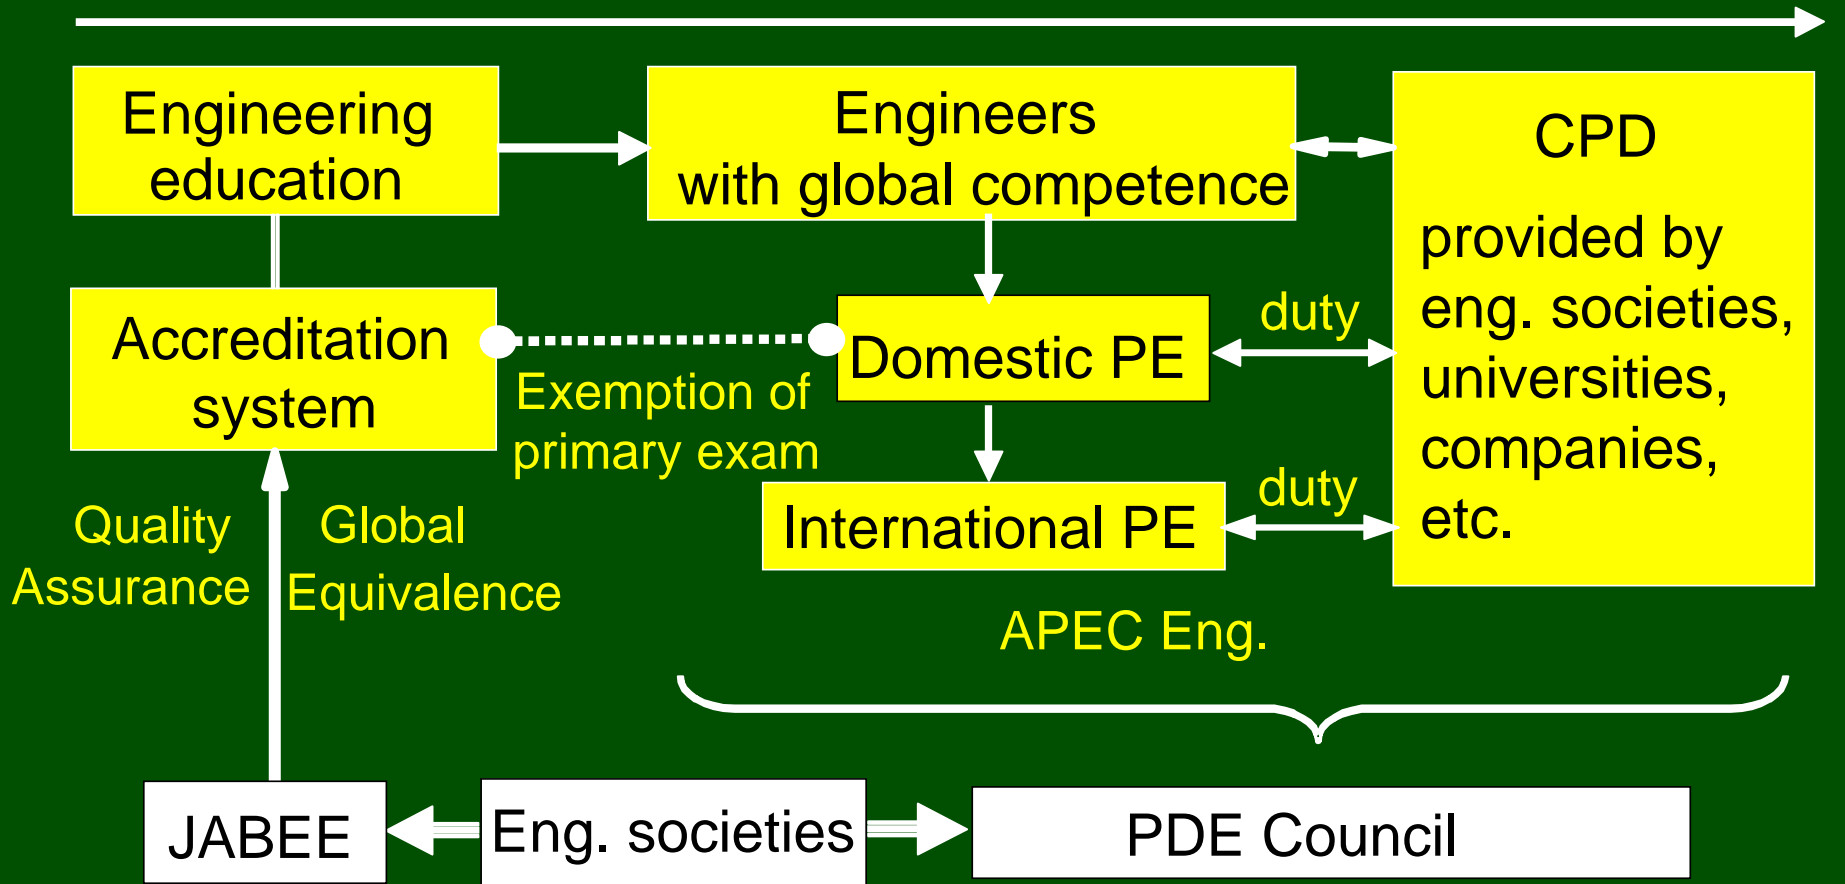 Engineering
education
Engineers
with global competence
CPD
provided by
eng. societies,
universities,
companies,
etc.
Accreditation
system
Exemption of
primary exam
Domestic PE
duty
International PE
duty
Quality
Assurance
Global
Equivalence
APEC Eng.
JABEE
Eng. societies
PDE Council